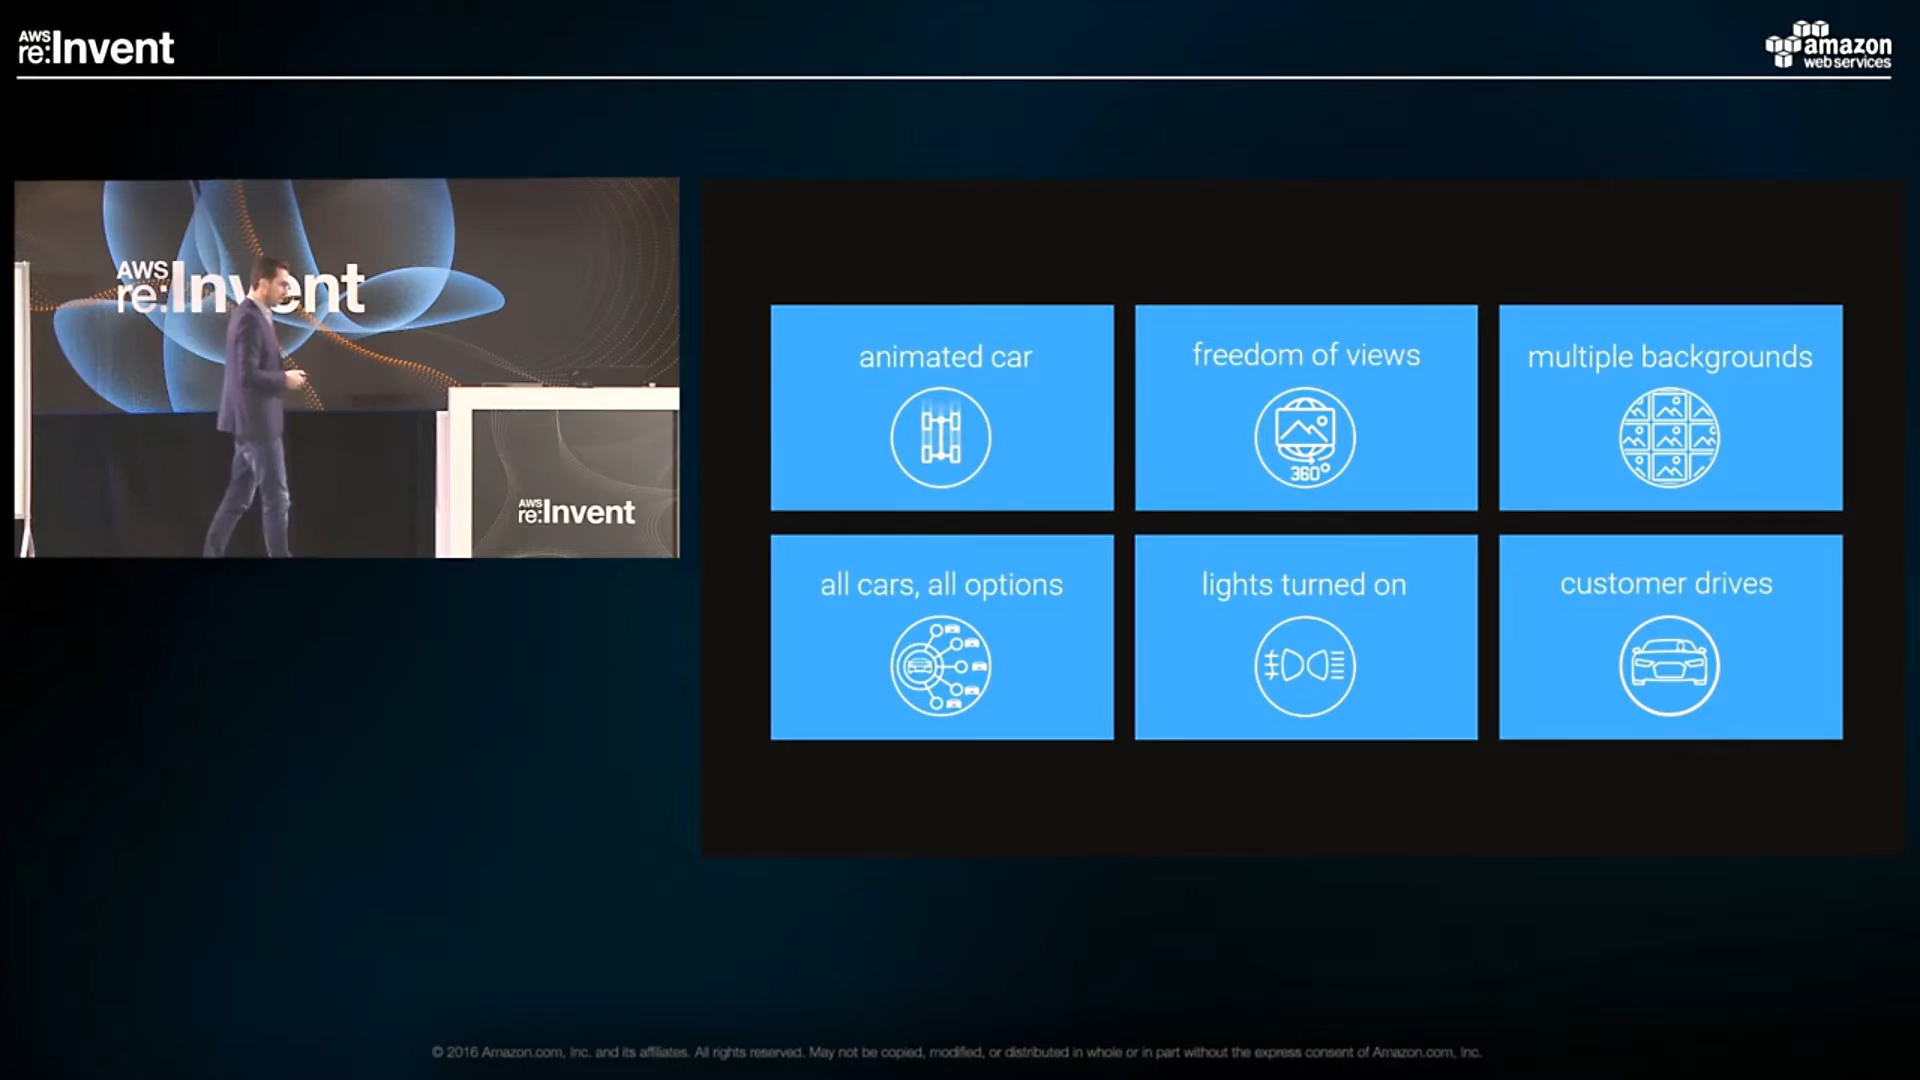 AWS
re:Invent
amazon
web services
AWS
re:Invent
AWS
re:Invent
animated car
freedom of views
360°
multiple backgrounds
all cars, all options
lights turned on
customer drives
© 2016 Amazon.com, Inc. and its affiliates. All rights reserved. May not be copied, modified, or distributed in whole or in part without the express consent of Amazon.com, Inc.